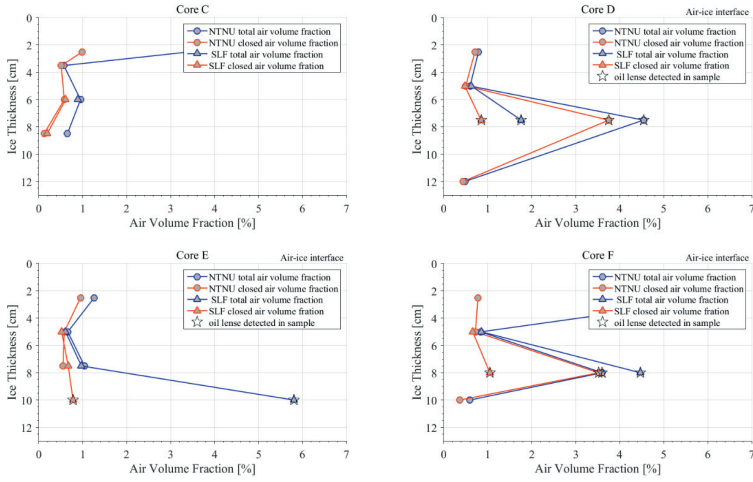 Core C
NTNU total air volume fraction
NTNU closed air volume fraction
SLF total air volume fraction
SLF closed air volume fration
0
2
4
6
8
10
12
Ice Thickness [cm]
0 1 2 3 4 5 6 7
Air Volume Fraction [%]
Core D
Air-ice interface
NTNU total air volume fraction
NTNU closed air volume fraction
SLF total air volume fraction
SLF closed air volume fraction
oil lense detected in sample
0
2
4
6
8
10
12
Ice Thickness [cm]
0 1 2 3 4 5 6 7
Air Volume Fraction [%]
Core E
Air-ice interface
NTNU total air volume fraction
NTNU closed air volume fraction
SLF total air volume fraction
SLF closed air volume fraction
oil lense detected in sample
0
2
4
6
8
10
12
Ice Thickness [cm]
0 1 2 3 4 5 6 7
Air Volume Fraction [%]
Core F
Air-ice interface
NTNU total air volume fraction
NTNU closed air volume fraction
SLF total air volume fraction
SLF closed air volume fraction
oil lense detected in sample
0
2
4
6
8
10
12
Ice Thickness [cm]
0 1 2 3 4 5 6 7
Air Volume Fraction [%]